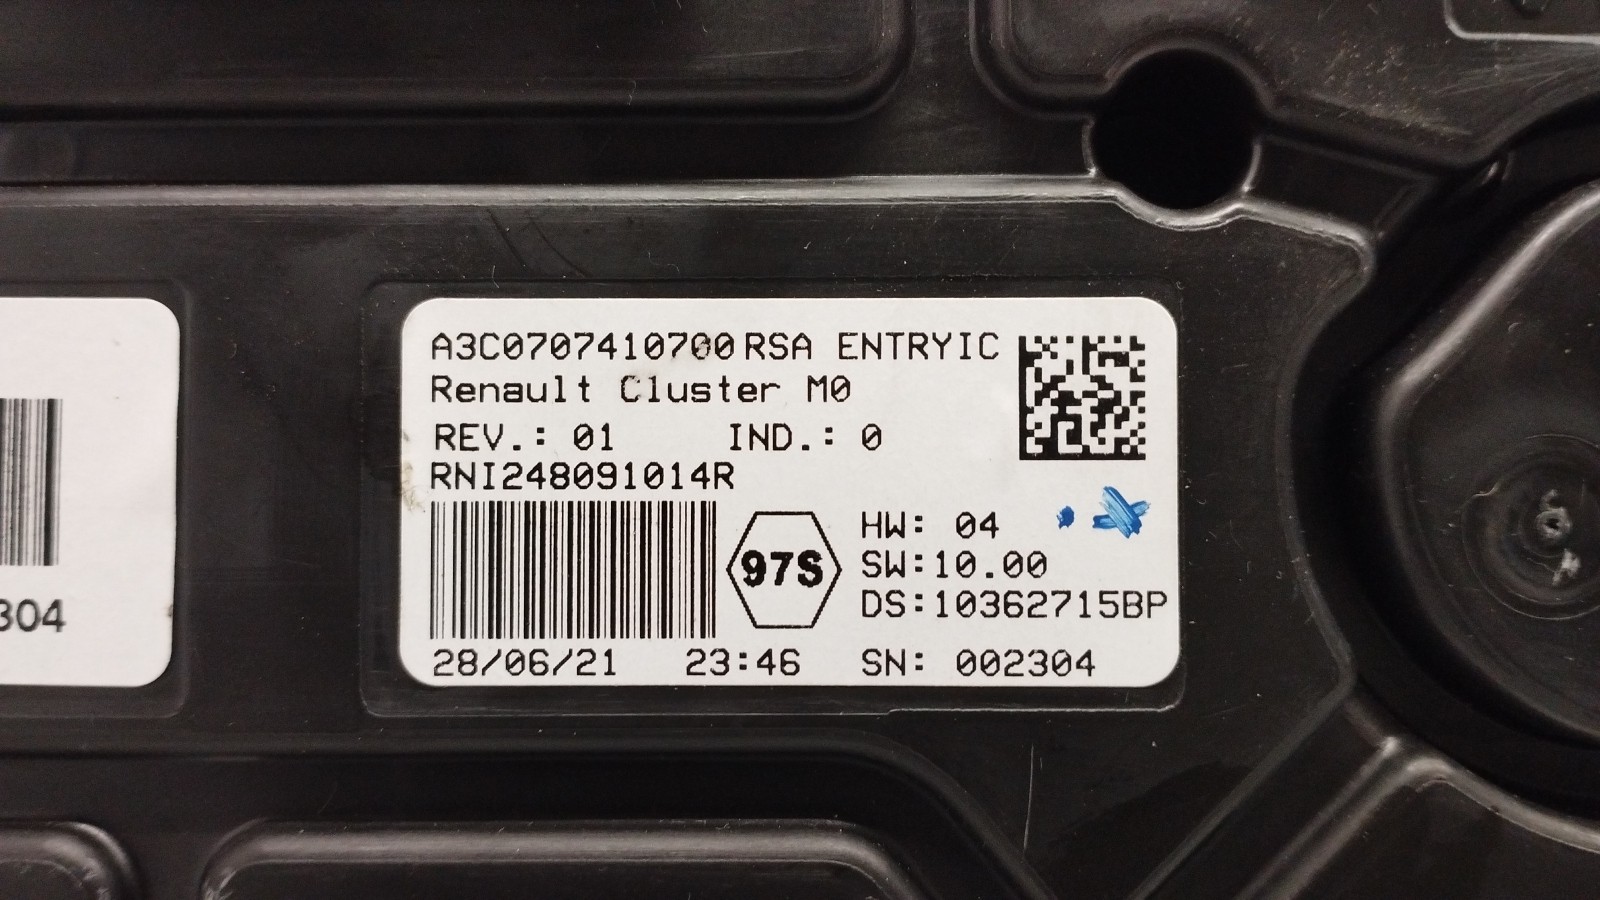 A3C0707410700 RSA ENTRYIC
Renault Cluster M0
REV.: 01 IND.: 0
RNI248091014R
97S
HW: 04
SW:10.00
DS:10362715BP
28/06/21 23:46 SN: 002304
304